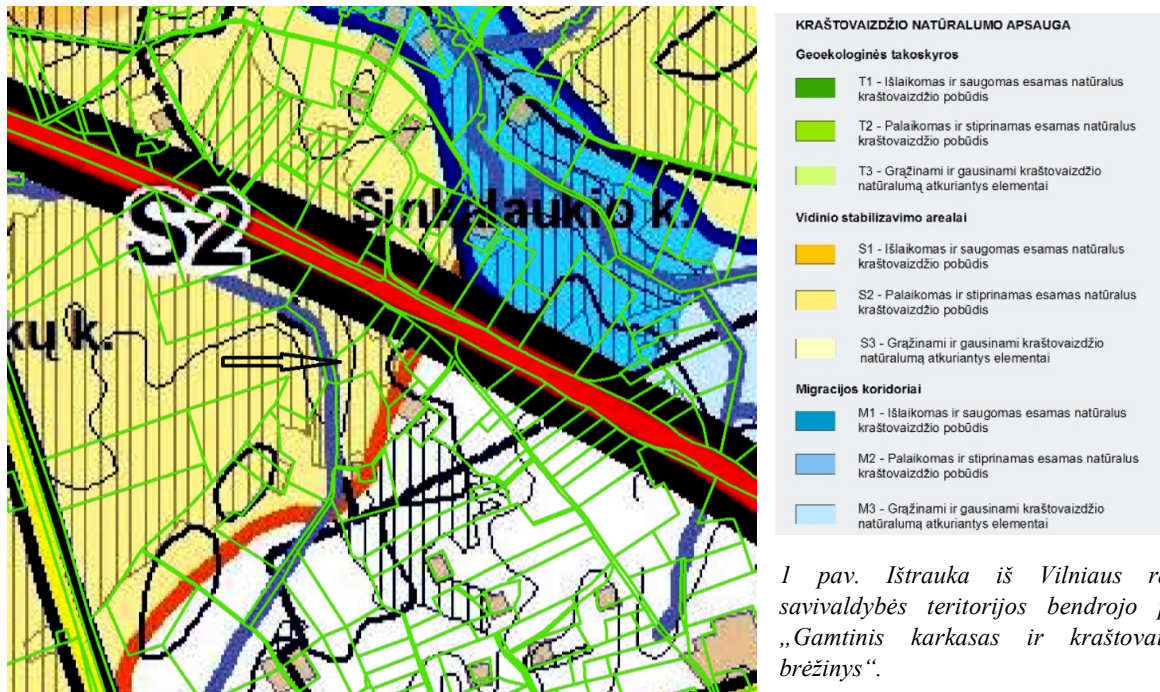 S2
Šinkalaukio k.
kų k.
KRAŠTOVAIZDŽIO NATŪRALUMO APSAUGA
Geoekologinės takoskyros
T1 - Išlaikomas ir saugomas esamas natūralus
kraštovaizdžio pobūdis
T2 - Palaikomas ir stiprinamas esamas natūralus
kraštovaizdžio pobūdis
T3 - Grąžinami ir gausinami kraštovaizdžio
natūralumą atkuriantys elementai
Vidinio stabilizavimo arealai
S1 - Išlaikomas ir saugomas esamas natūralus
kraštovaizdžio pobūdis
S2 - Palaikomas ir stiprinamas esamas natūralus
kraštovaizdžio pobūdis
S3 - Grąžinami ir gausinami kraštovaizdžio
natūralumą atkuriantys elementai
Migracijos koridoriai
M1 - Išlaikomas ir saugomas esamas natūralus
kraštovaizdžio pobūdis
M2 - Palaikomas ir stiprinamas esamas natūralus
kraštovaizdžio pobūdis
M3 - Grąžinami ir gausinami kraštovaizdžio
natūralumą atkuriantys elementai
1 pav. Ištrauka iš Vilniaus
savivaldybės teritorijos bendrojo
„Gamtinis karkasas ir
brėžinys“.